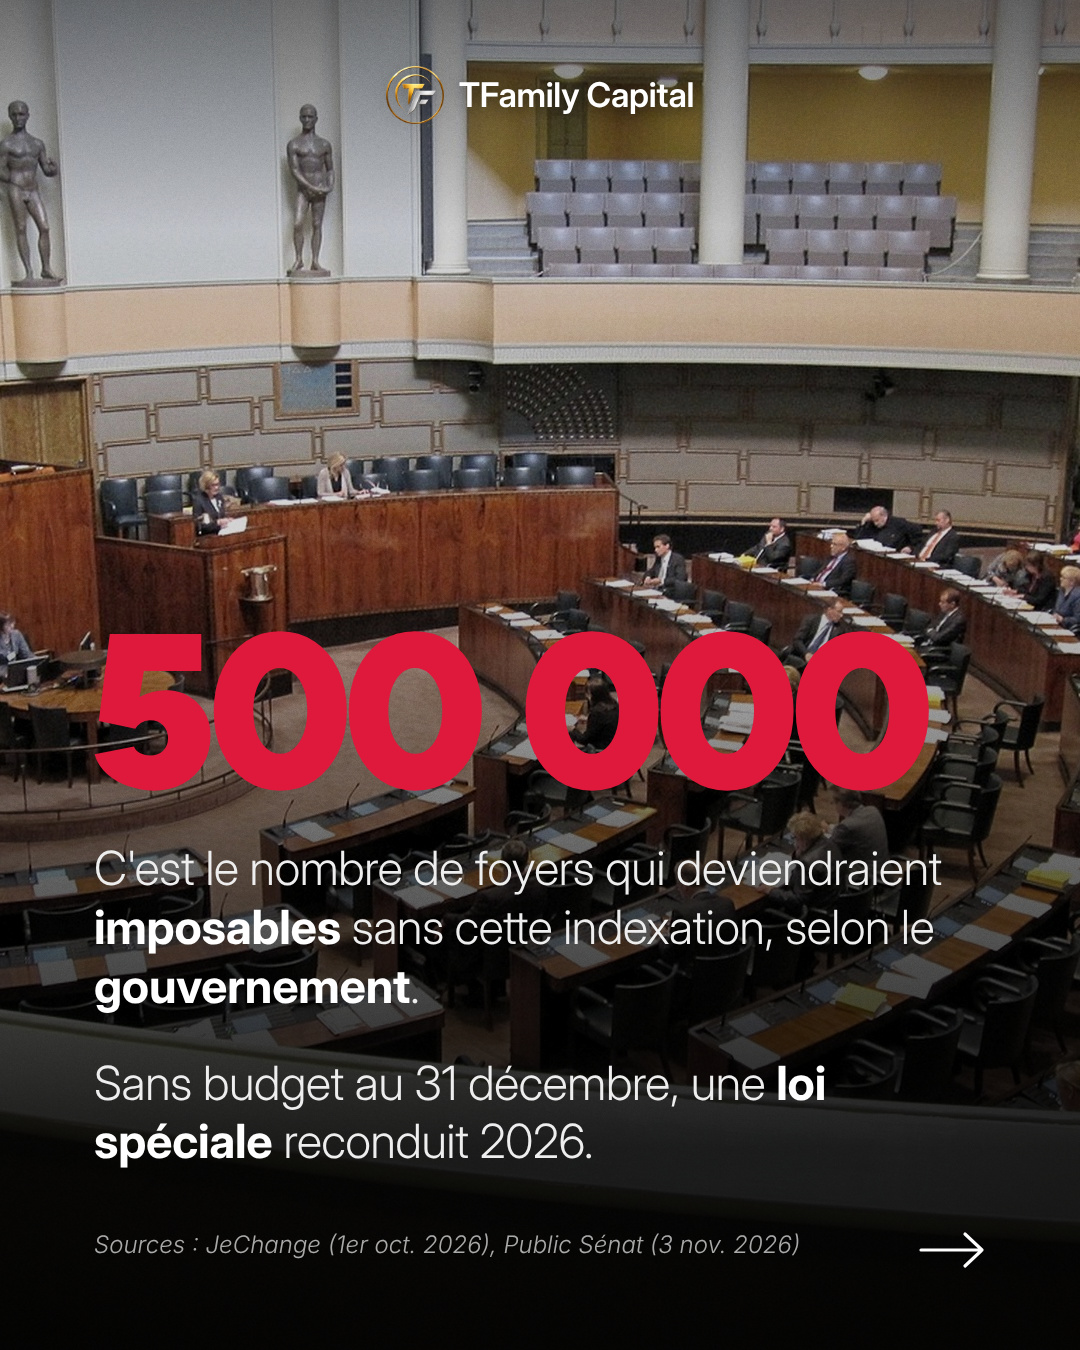 TFamily Capital
500 000
C'est le nombre de foyers qui deviendraient
imposables sans cette indexation, selon le
gouvernement.
Sans budget au 31 décembre, une loi
spéciale reconduit 2026.
Sources : JeChange (1er oct. 2026), Public Sénat (3 nov. 2026)